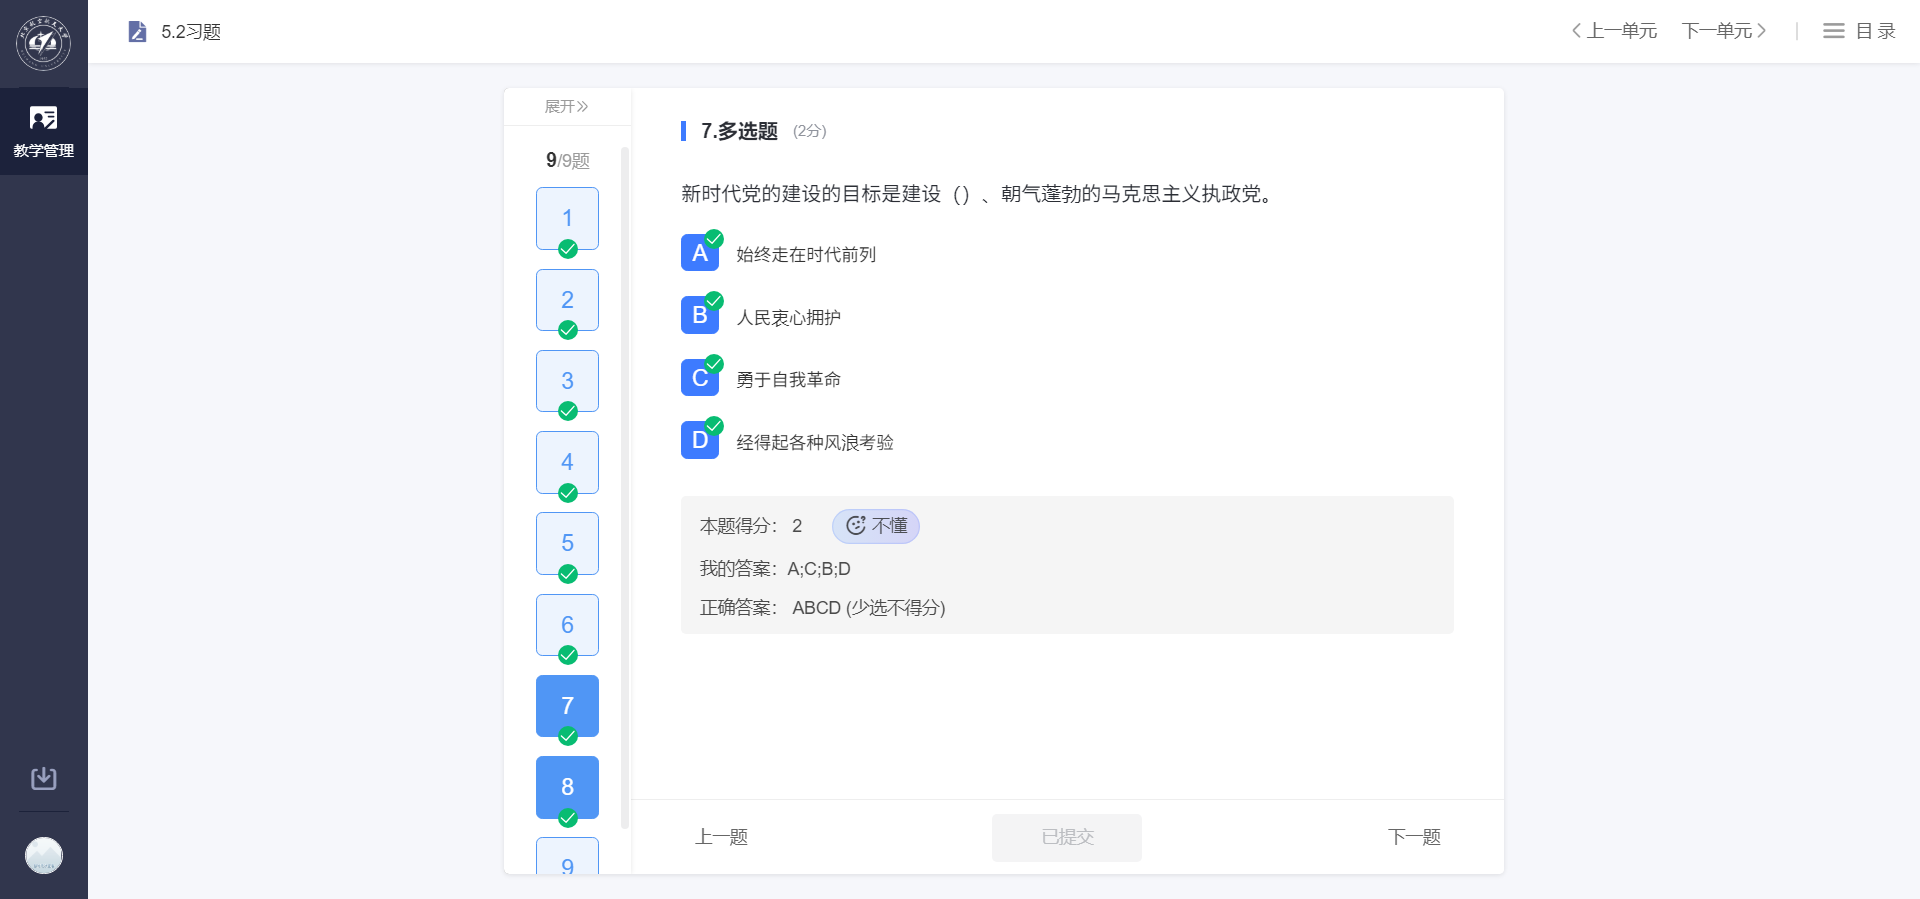 5.2习题
上一单元
下一单元
目录
教学管理
展开
9/9题
1
2
3
4
5
6
7
8
9
7.多选题 (2分)
新时代党的建设的目标是建设（）、朝气蓬勃的马克思主义执政党。
A 始终走在时代前列
B 人民衷心拥护
C 勇于自我革命
D 经得起各种风浪考验
本题得分： 2 不懂
我的答案：A;C;B;D
正确答案： ABCD (少选不得分)
上一题
已提交
下一题